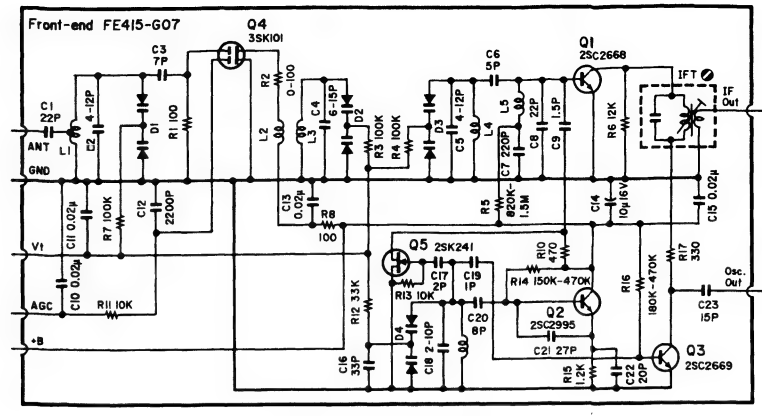 Front-end FE415-G07
Q4
3SK101
C3
7P
C1
22P
ANT
L1
4-12P
C2
D1
R1 100
R2
0-100
L2
L3
C4
6-15P
D2
R3 100K
R4 100K
D3
C5
4-12P
L4
C6
5P
L5
C7 220P
C8
22P
C9
1.5P
Q1
2SC2668
R6 12K
IFT
IF
Out
GND
C11 0.02μ
R7 100K
C12
2200P
C13
0.02μ
R8
100
R5
820K-
1.5M
C14
10μ16V
C15 0.02μ
Vt
C10 0.02μ
AGC
R11 10K
+B
Q5
2SK241
R13 10K
C17
2P
C19
1P
R10
470
R14 150K-470K
R12 33K
D4
C16
33P
C18 2-10P
C20
8P
Q2
2SC2995
C21 27P
R15
1.2K
C22
20P
R16
180K-470K
R17
330
Osc.
Out
C23
15P
Q3
2SC2669